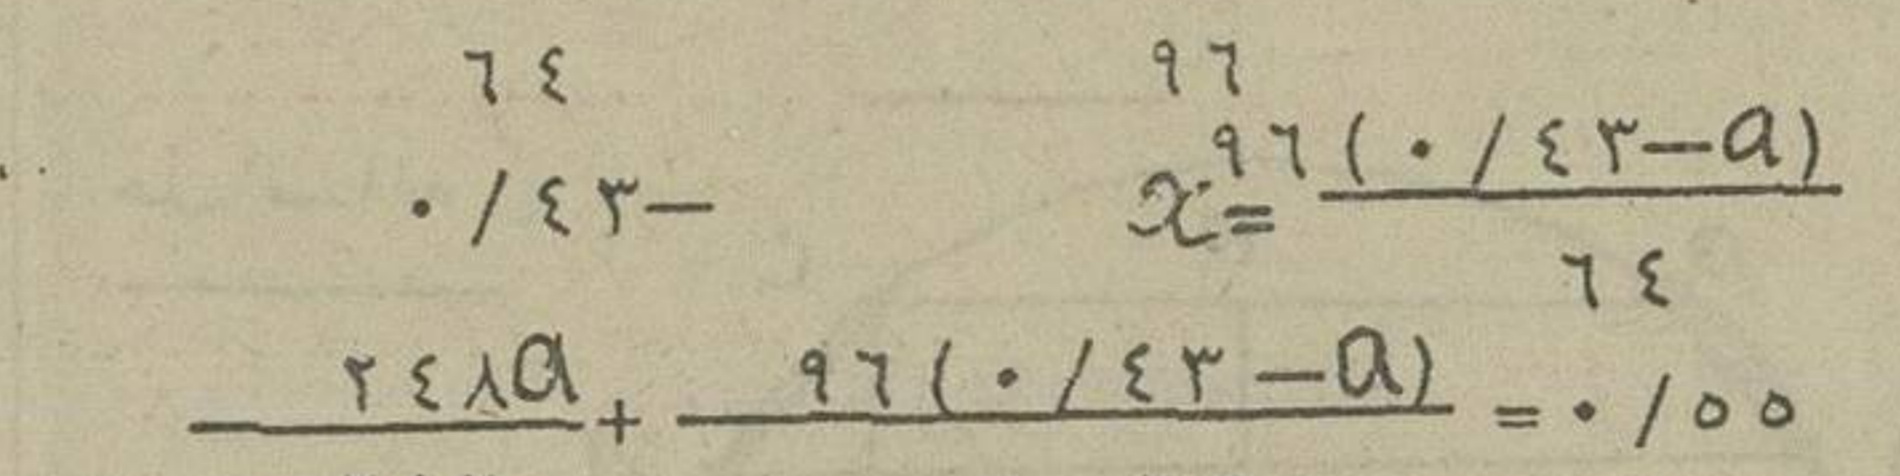 ٦٤ ٩٦
٠/٤٣− x= ٩٦(٠/٤٣−a)
٦٤
٢٤٨a + ٩٦(٠/٤٣−a) =٠/٥٥